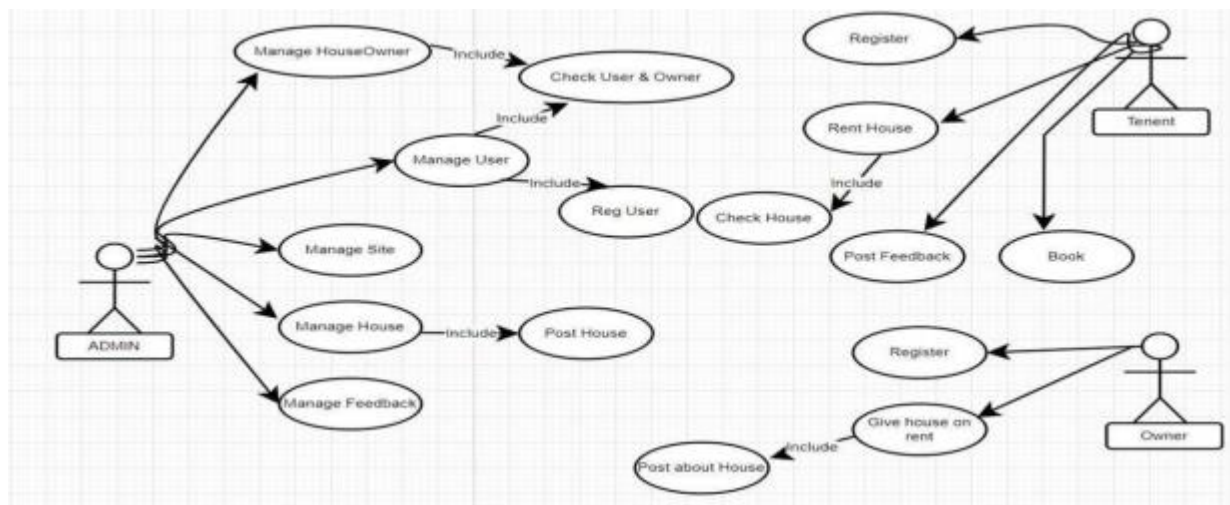 Manage HouseOwner
Include
Check User & Owner
Include
Manage User
Include
Reg User
Manage Site
Manage House
Include
Post House
Manage Feedback
ADMIN
Register
Tenent
Rent House
Include
Check House
Post Feedback
Book
Register
Give house on
rent
Owner
Include
Post about House